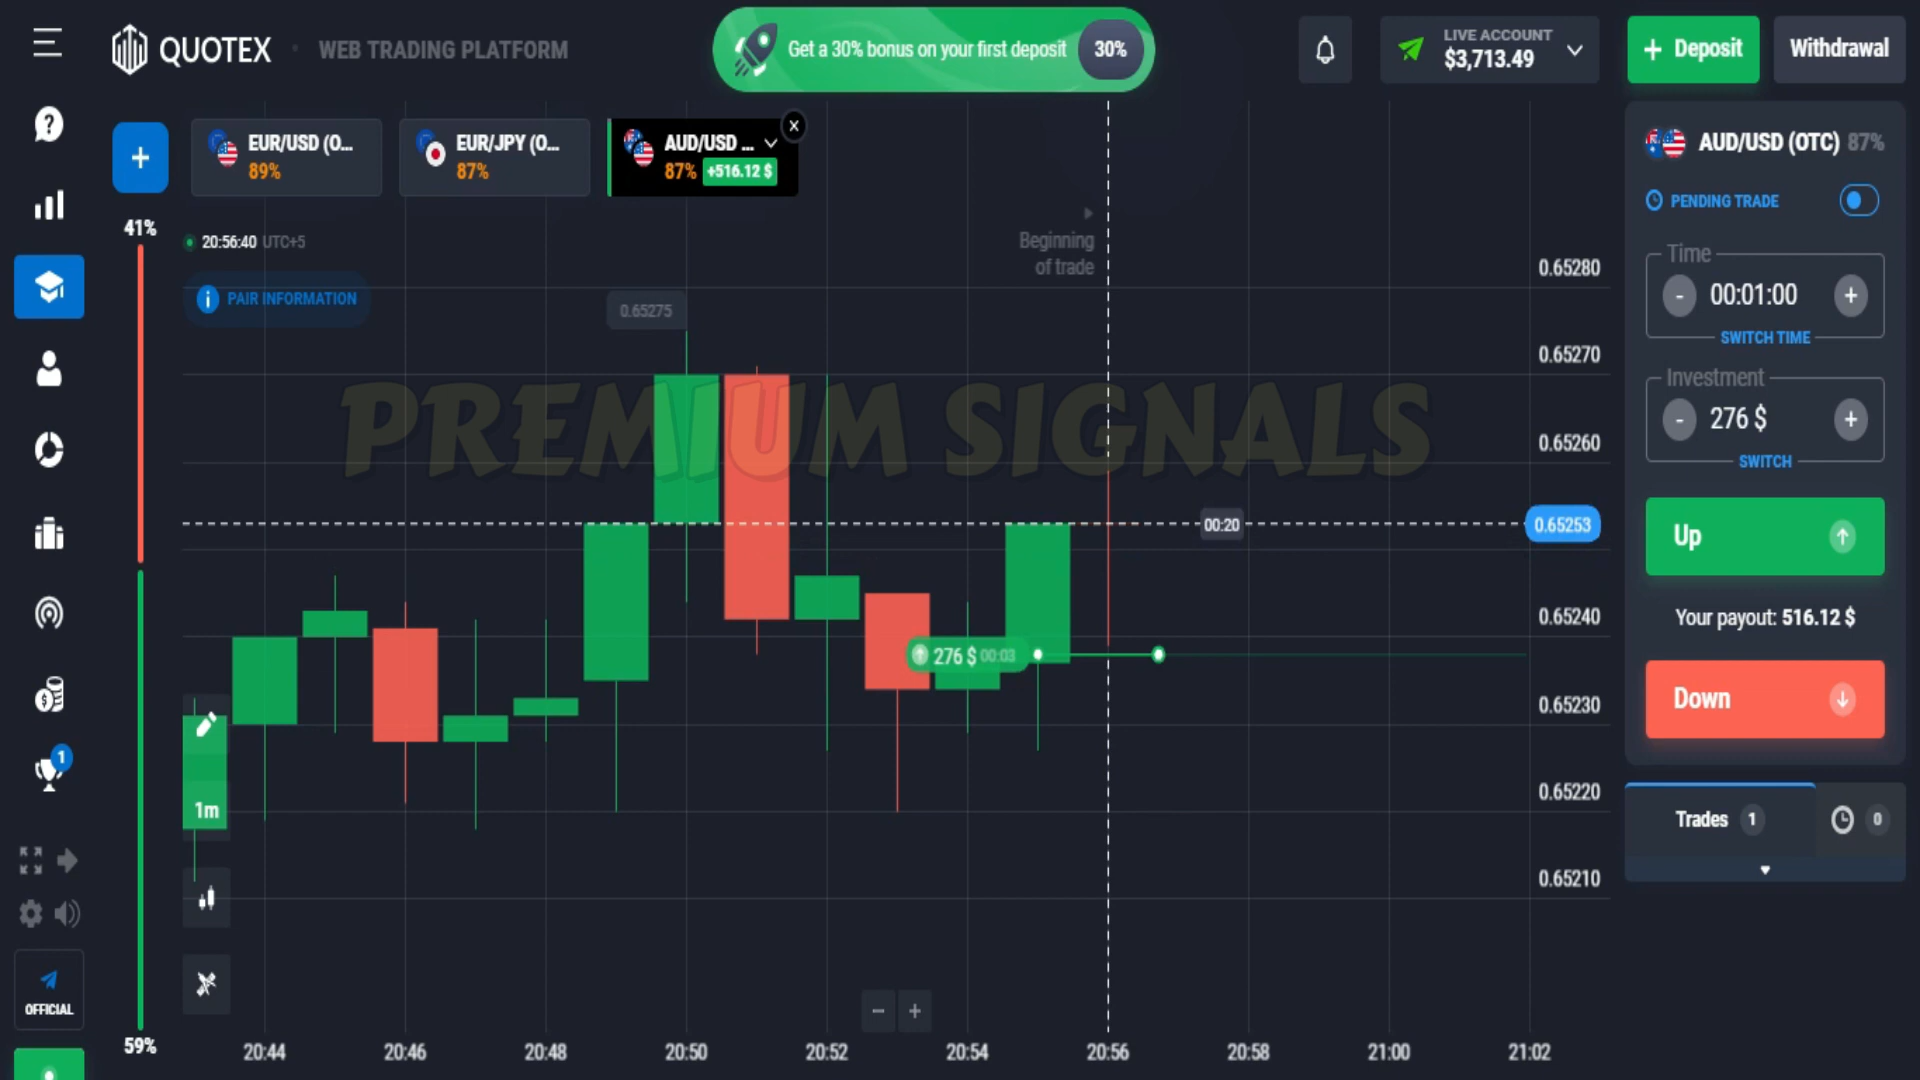 QUOTEX
WEB TRADING PLATFORM
Get a 30% bonus on your first deposit
30%
LIVE ACCOUNT
$3,713.49
+ Deposit
Withdrawal
+
EUR/USD (O...
89%
EUR/JPY (O...
87%
AUD/USD ...
87%
+516.12 $
41%
20:56:40 UTC+5
PAIR INFORMATION
Beginning
of trade
0.65275
PREMIUM SIGNALS
0.65280
0.65270
0.65260
00:20
0.65253
0.65240
276 $ 00:03
0.65230
0.65220
0.65210
1m
1
OFFICIAL
59%
- +
20:44
20:46
20:48
20:50
20:52
20:54
20:56
20:58
21:00
21:02
AUD/USD (OTC) 87%
PENDING TRADE
Time
- 00:01:00 +
SWITCH TIME
Investment
- 276 $ +
SWITCH
Up
Your payout: 516.12 $
Down
Trades 1
0